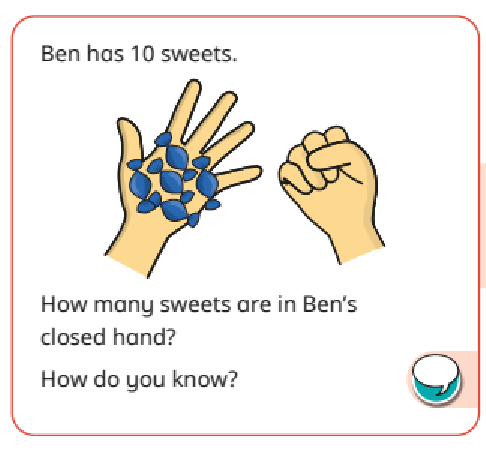 Ben has 10 sweets.
How many sweets are in Ben's
closed hand?
How do you know?